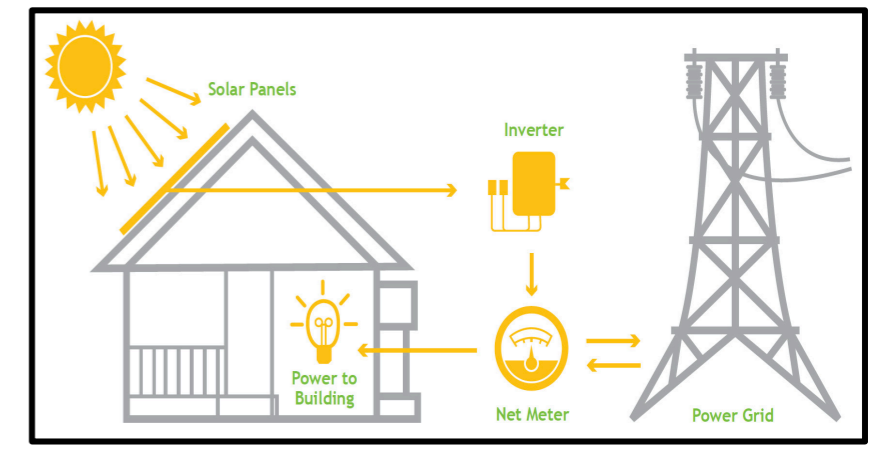 Solar Panels
Inverter
Power to
Building
Net Meter
Power Grid